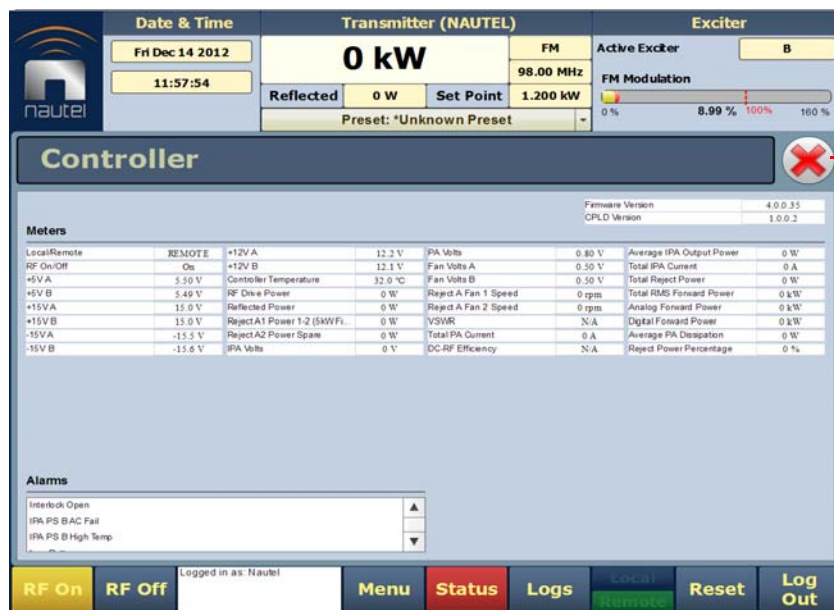 Date & Time
Transmitter (NAUTEL)
Exciter
Fri Dec 14 2012
0 kW
FM
Active Exciter
B
11:57:54
98.00 MHz
FM Modulation
Reflected
0 W
Set Point
1.200 kW
0 %
8.99 %
100%
160 %
nautel
Preset: *Unknown Preset
Controller
Firmware Version 4.0.0.35
CPLD Version 1.0.0.2
Meters
Local/Remote REMOTE +12V A 12.2 V PA Volts 0.80 V Average IPA Output Power 0 W
RF On/Off On +12V B 12.1 V Fan Volts A 0.50 V Total IPA Current 0 A
+5V A 5.50 V Controller Temperature 32.0 °C Fan Volts B 0.50 V Total Reject Power 0 W
+5V B 5.49 V RF Drive Power 0 W Reject A Fan 1 Speed 0 rpm Total RMS Forward Power 0 kW
+15V A 15.0 V Reflected Power 0 W Reject A Fan 2 Speed 0 rpm Analog Forward Power 0 kW
+15V B 15.0 V Reject A1 Power 1-2 (5kW Fi... 0 W VSWR N/A Digital Forward Power 0 kW
-15V A -15.5 V Reject A2 Power Spare 0 W Total PA Current 0 A Average PA Dissipation 0 W
-15V B -15.6 V IPA Volts 0 V DC-RF Efficiency N/A Reject Power Percentage 0 %
Alarms
Interlock Open
IPA PS B AC Fail
IPA PS B High Temp
RF On
RF Off
Logged in as: Nautel
Menu
Status
Logs
Local
Remote
Reset
Log Out